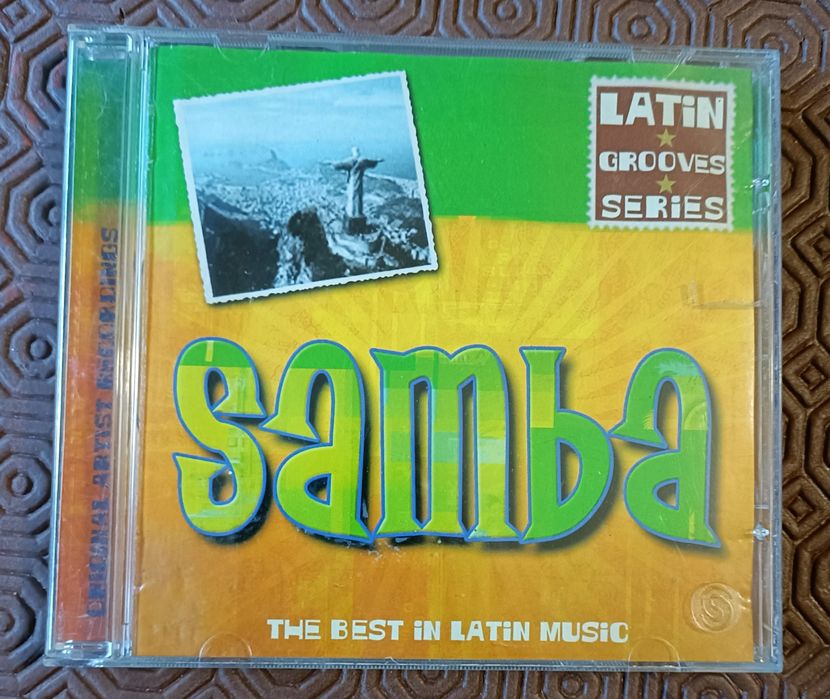 LATIN
GROOVES
SERIES
ORIGINAL ARTIST RECORDINGS
samba
THE BEST IN LATIN MUSIC
S